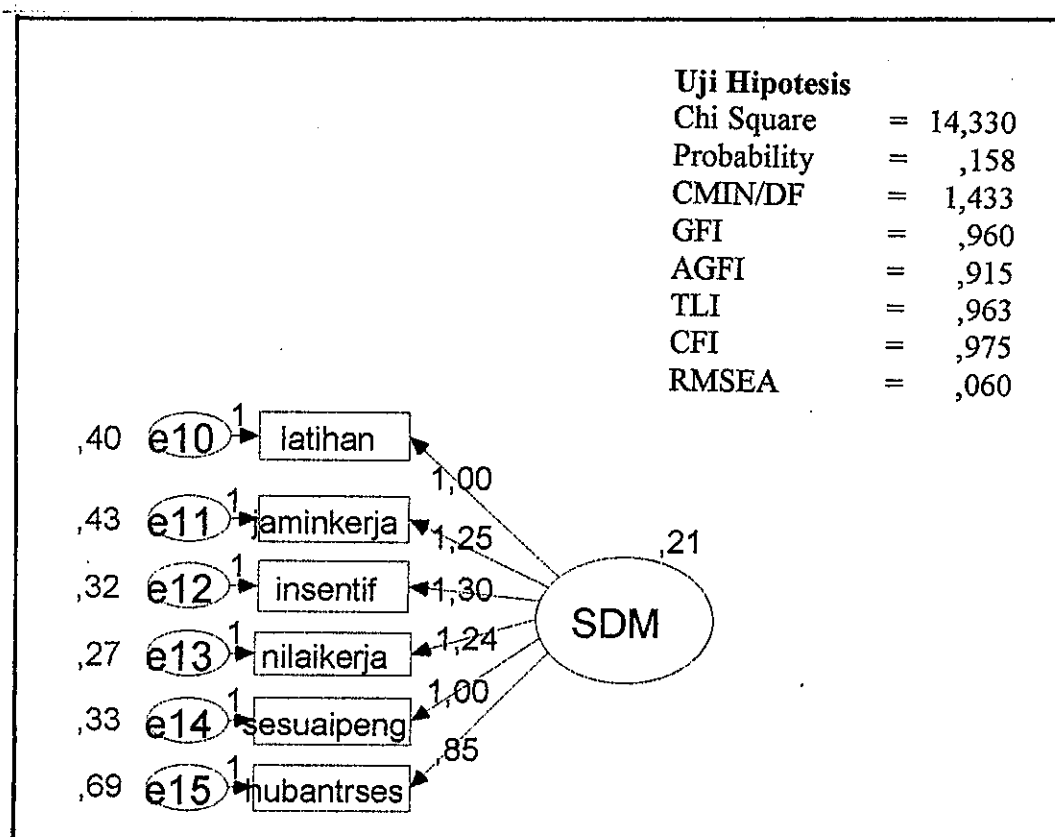 Uji Hipotesis
Chi Square = 14,330
Probability = ,158
CMIN/DF = 1,433
GFI = ,960
AGFI = ,915
TLI = ,963
CFI = ,975
RMSEA = ,060
,40 e10 1 latihan
1,00
,43 e11 1 jaminkerja
1,25
,21
,32 e12 1 insentif
1,30
SDM
,27 e13 1 nilaikerja
1,24
,33 e14 1 sesuaipeng
1,00
,69 e15 1 hubantrses
,85